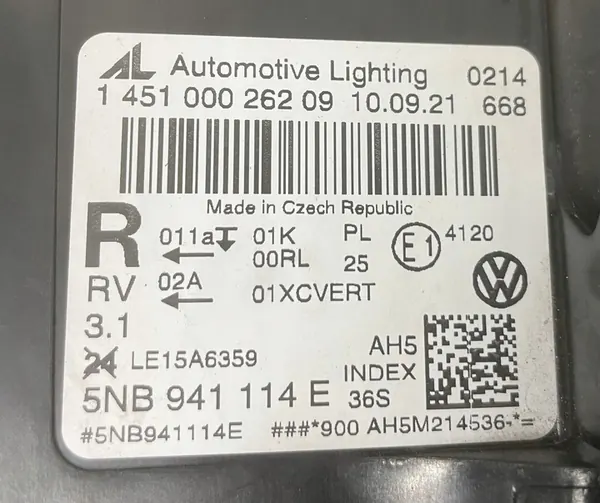 AL Automotive Lighting 0214
1 451 000 262 09 10.09.21 668
Made in Czech Republic
R 011a 01K PL E1 4120
← 00RL 25
RV 02A 01XCVERT VW
←
3.1
24 LE15A6359 AH5
INDEX
5NB 941 114 E 36S
#5NB941114E ###*900 AH5M214536-*=